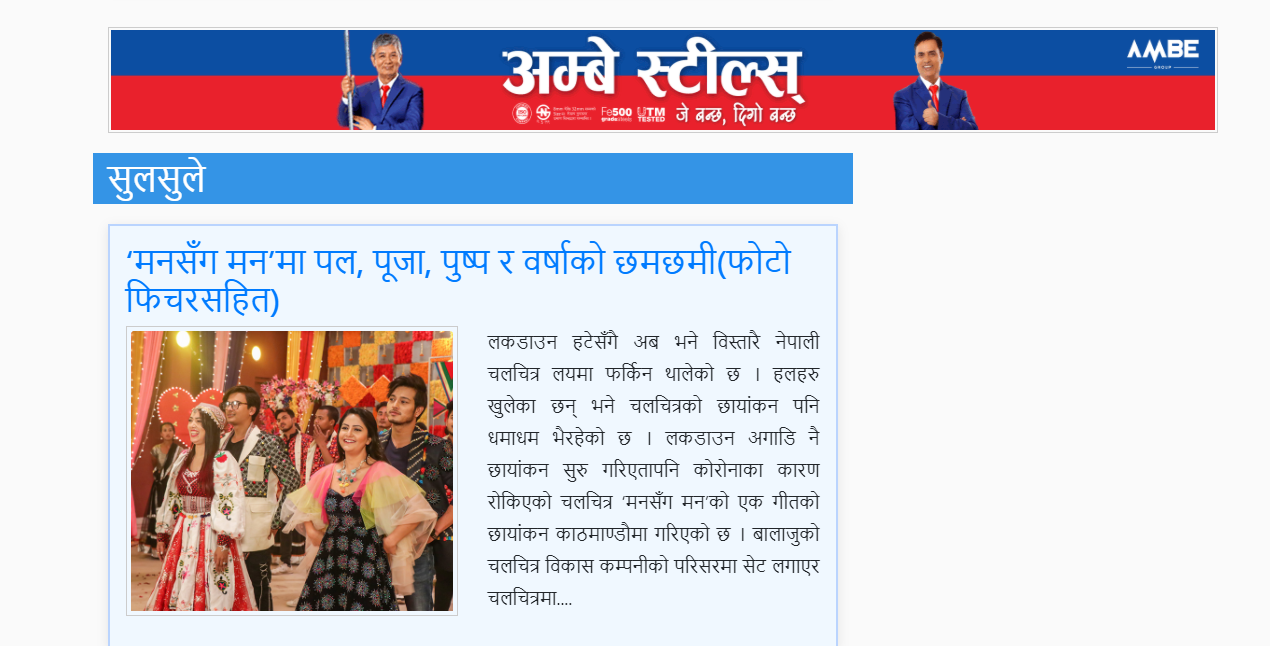 अम्बे स्टील्स्
AMBE
GROUP
Fe500
UTM
TESTED
जे बन्छ, दिगो बन्छ
सुलसुले
‘मनसँग मन’मा पल, पूजा, पुष्प र वर्षाको छमछमी(फोटो
फिचरसहित)
लकडाउन हटेसँगै अब भने विस्तारै नेपाली
चलचित्र लयमा फर्किन थालेको छ । हलहरु
खुलेका छन् भने चलचित्रको छायांकन पनि
धमाधम भैरहेको छ । लकडाउन अगाडि नै
छायांकन सुरु गरिएतापनि कोरोनाका कारण
रोकिएको चलचित्र ‘मनसँग मन’को एक गीतको
छायांकन काठमाण्डौमा गरिएको छ । बालाजुको
चलचित्र विकास कम्पनीको परिसरमा सेट लगाएर
चलचित्रमा....